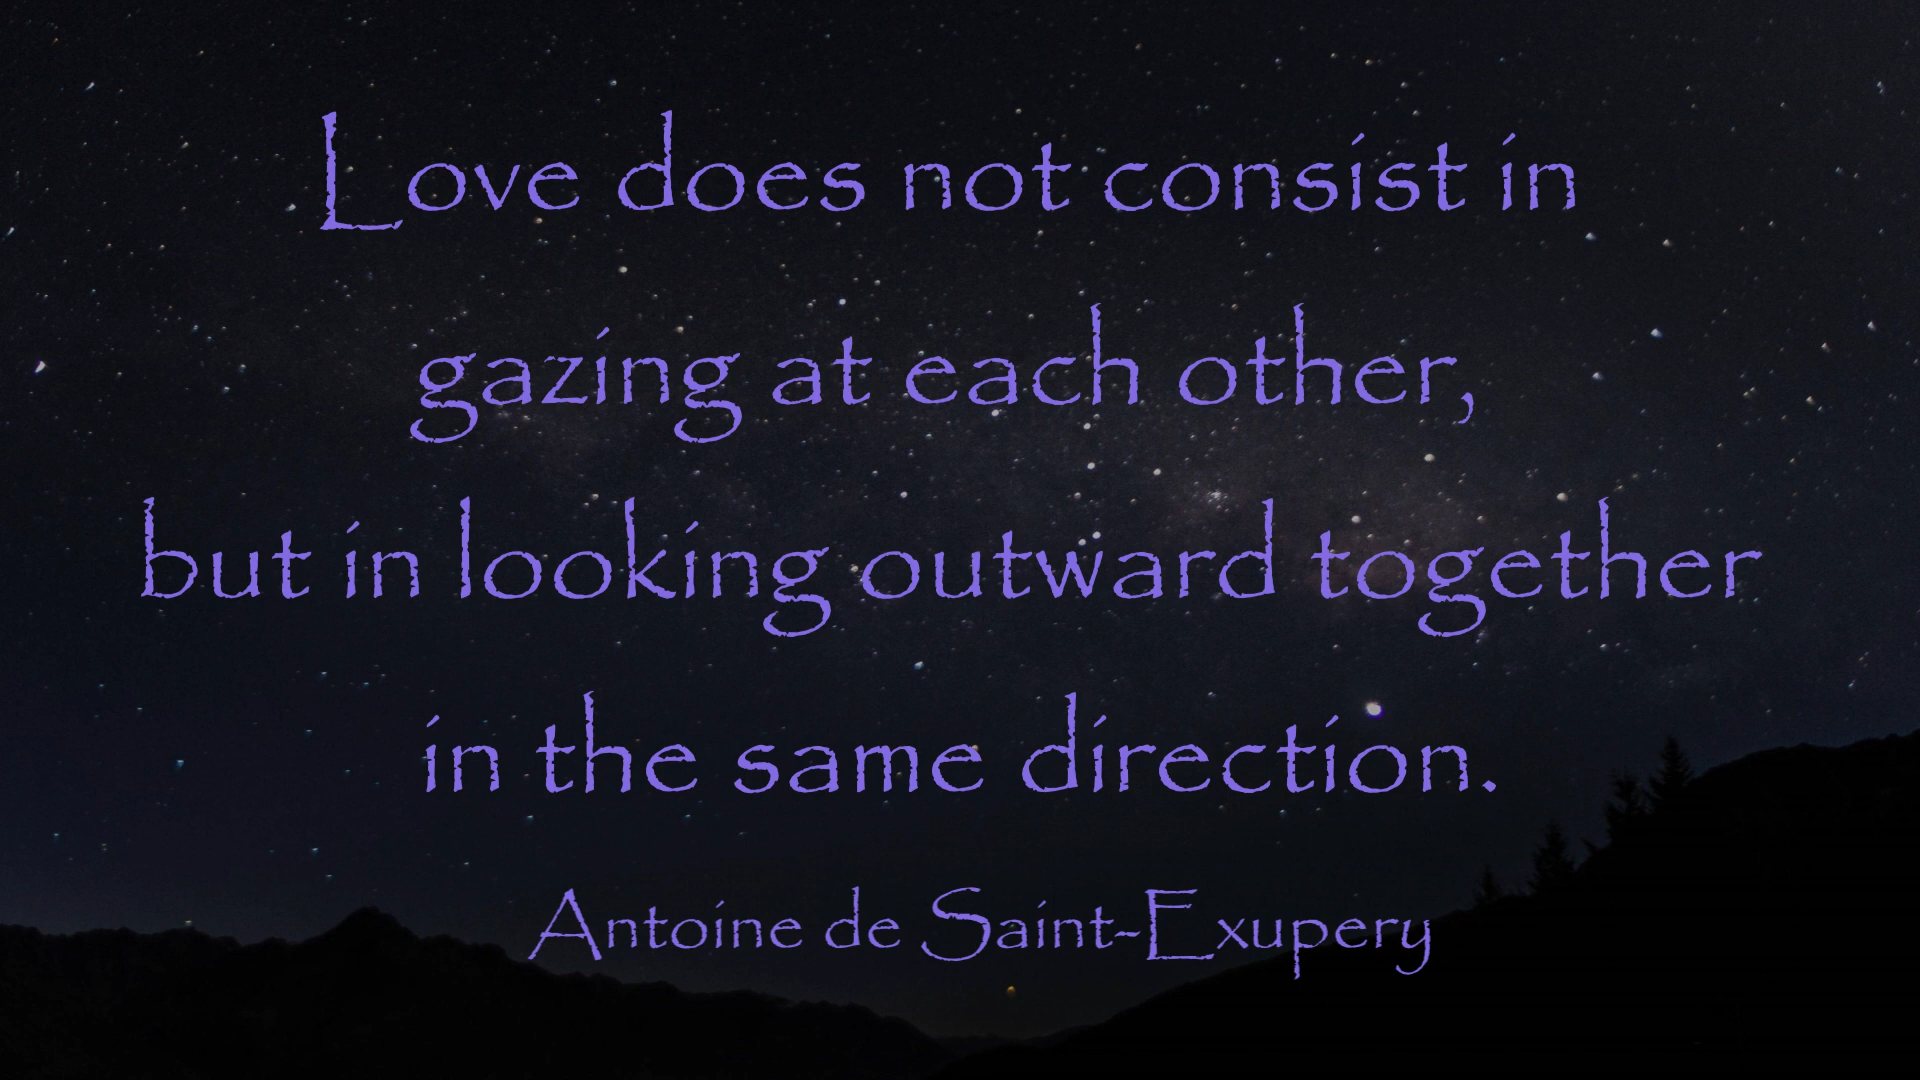 Love does not consist in
gazing at each other,
but in looking outward together
in the same direction.
Antoine de Saint-Exupery